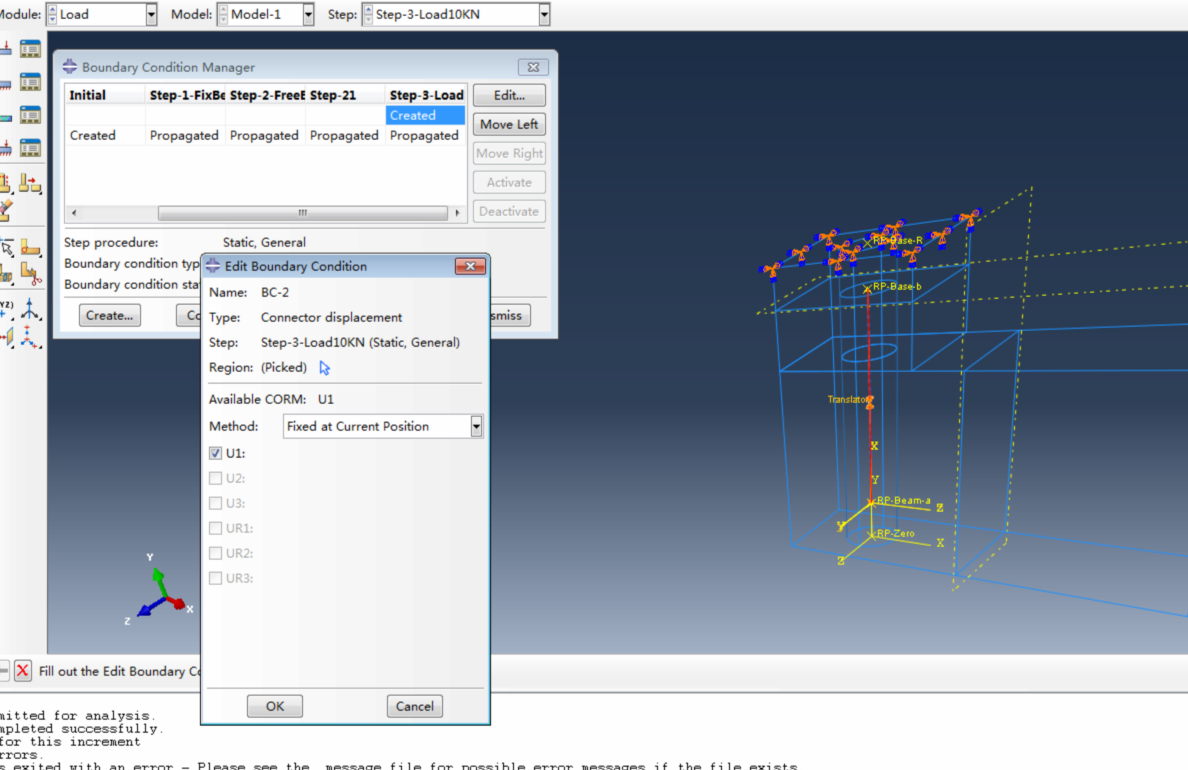 Module: Load Model: Model-1 Step: Step-3-Load10KN
Boundary Condition Manager
Initial Step-1-FixBe Step-2-FreeB Step-21 Step-3-Load
Created
Created Propagated Propagated Propagated Propagated
Edit...
Move Left
Move Right
Activate
Deactivate
Step procedure: Static, General
Boundary condition typ
Boundary condition sta
Create... Co smiss
Edit Boundary Condition
Name: BC-2
Type: Connector displacement
Step: Step-3-Load10KN (Static, General)
Region: (Picked)
Available CORM: U1
Method: Fixed at Current Position
U1:
U2:
U3:
UR1:
UR2:
UR3:
OK Cancel
RP-Base-R
RP-Base-b
Translator
X
Y
RP-Beam-a Z
Y
RP-Zero X
Z
Y
X
Z
YZ)
Fill out the Edit Boundary Co
mitted for analysis.
mpleted successfully.
for this increment
rrors.
s exited with an error - Please see the message file for possible error messages if the file exists